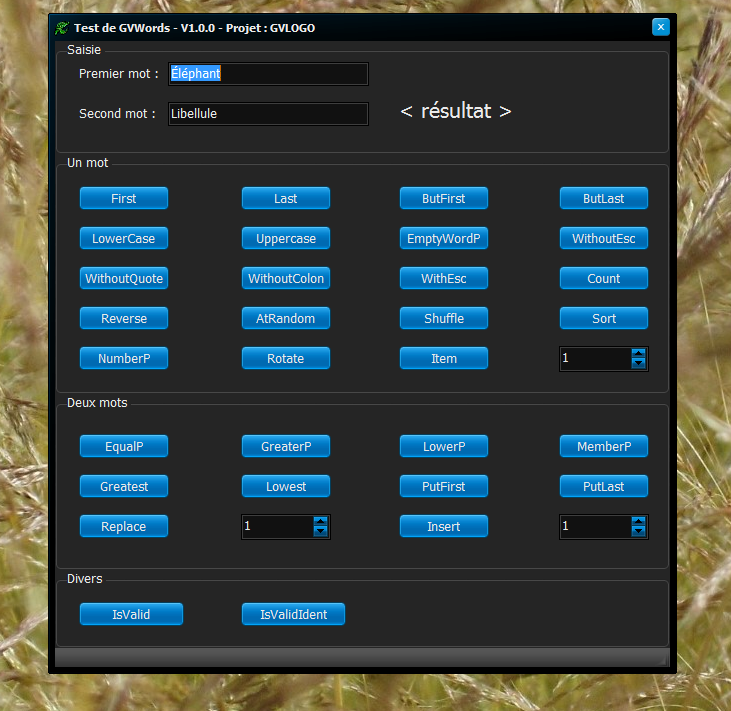 Test de GVWords - V1.0.0 - Projet : GVLOGO
Saisie
Premier mot : Éléphant
Second mot : Libellule
< résultat >
Un mot
First Last ButFirst ButLast
LowerCase Uppercase EmptyWordP WithoutEsc
WithoutQuote WithoutColon WithEsc Count
Reverse AtRandom Shuffle Sort
NumberP Rotate Item 1
Deux mots
EqualP GreaterP LowerP MemberP
Greatest Lowest PutFirst PutLast
Replace 1 Insert 1
Divers
IsValid IsValidIdent